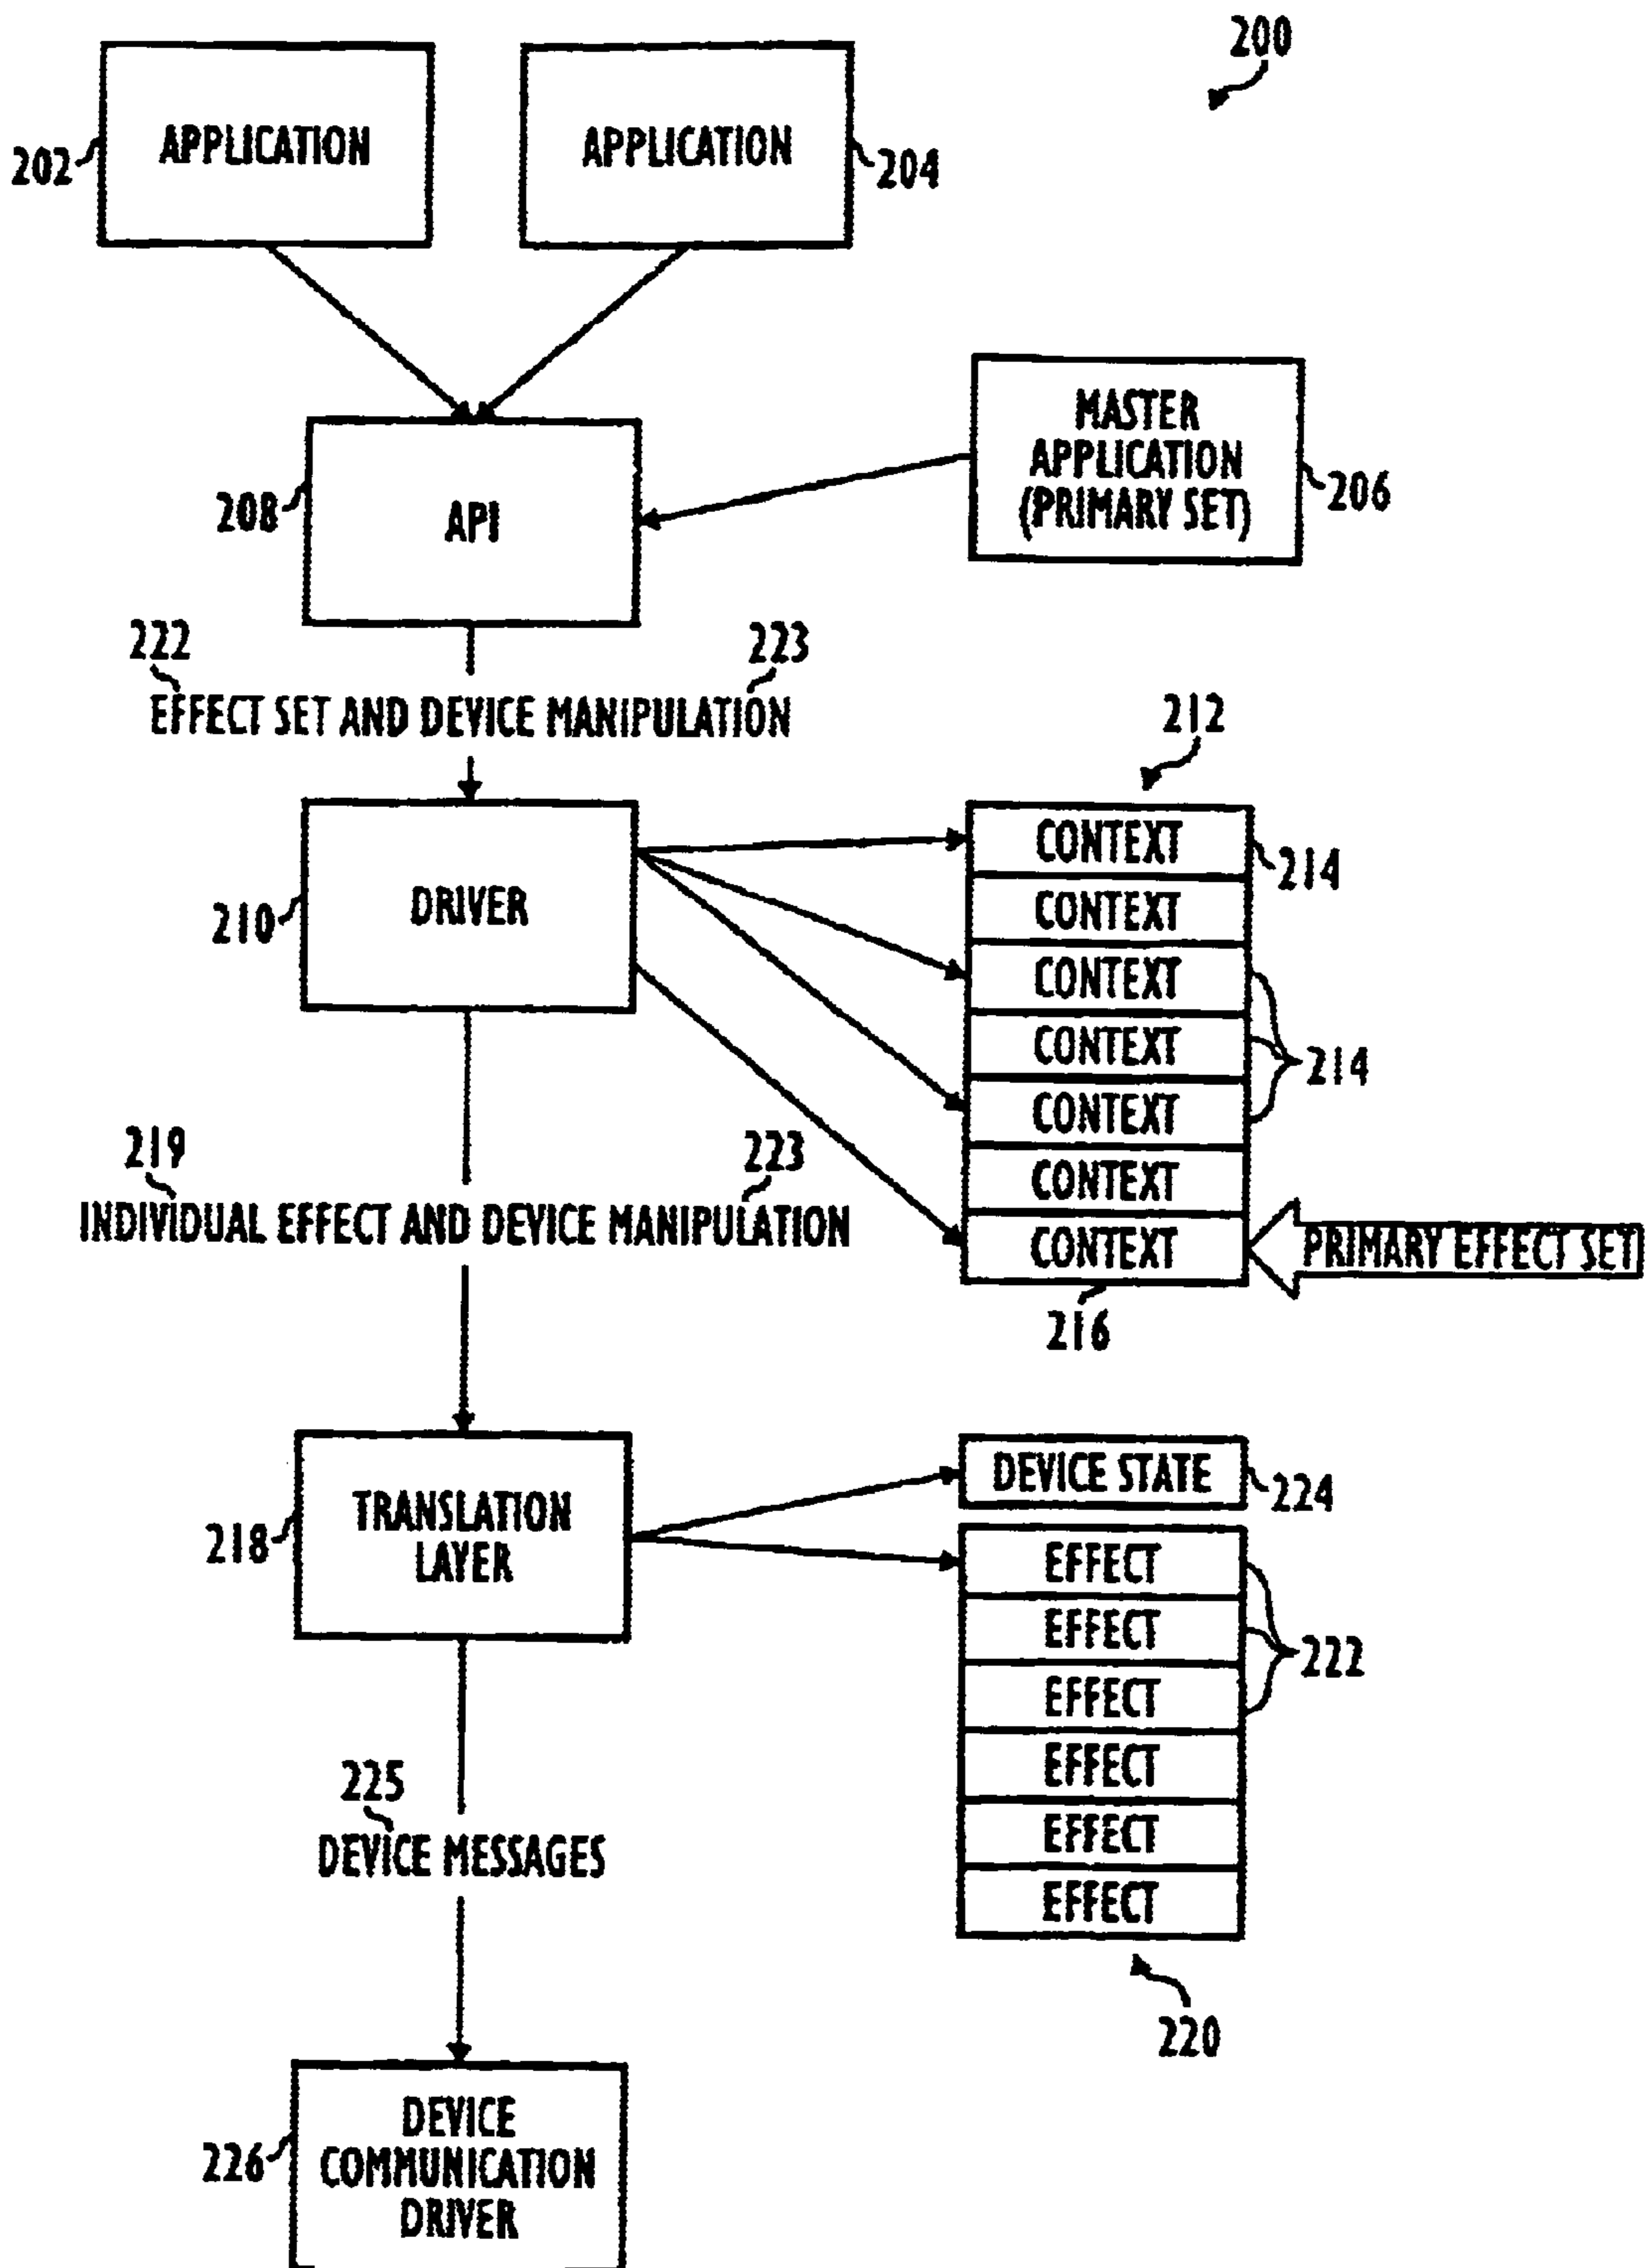 200
APPLICATION
APPLICATION
202
204
MASTER
APPLICATION
(PRIMARY SET)
206
208
API
222
223
EFFECT SET AND DEVICE MANIPULATION
212
CONTEXT
214
CONTEXT
210
DRIVER
CONTEXT
CONTEXT
214
CONTEXT
219
223
CONTEXT
INDIVIDUAL EFFECT AND DEVICE MANIPULATION
CONTEXT
PRIMARY EFFECT SET
216
DEVICE STATE
224
TRANSLATION
LAYER
218
EFFECT
EFFECT
222
EFFECT
EFFECT
225
DEVICE MESSAGES
EFFECT
EFFECT
220
226
DEVICE
COMMUNICATION
DRIVER